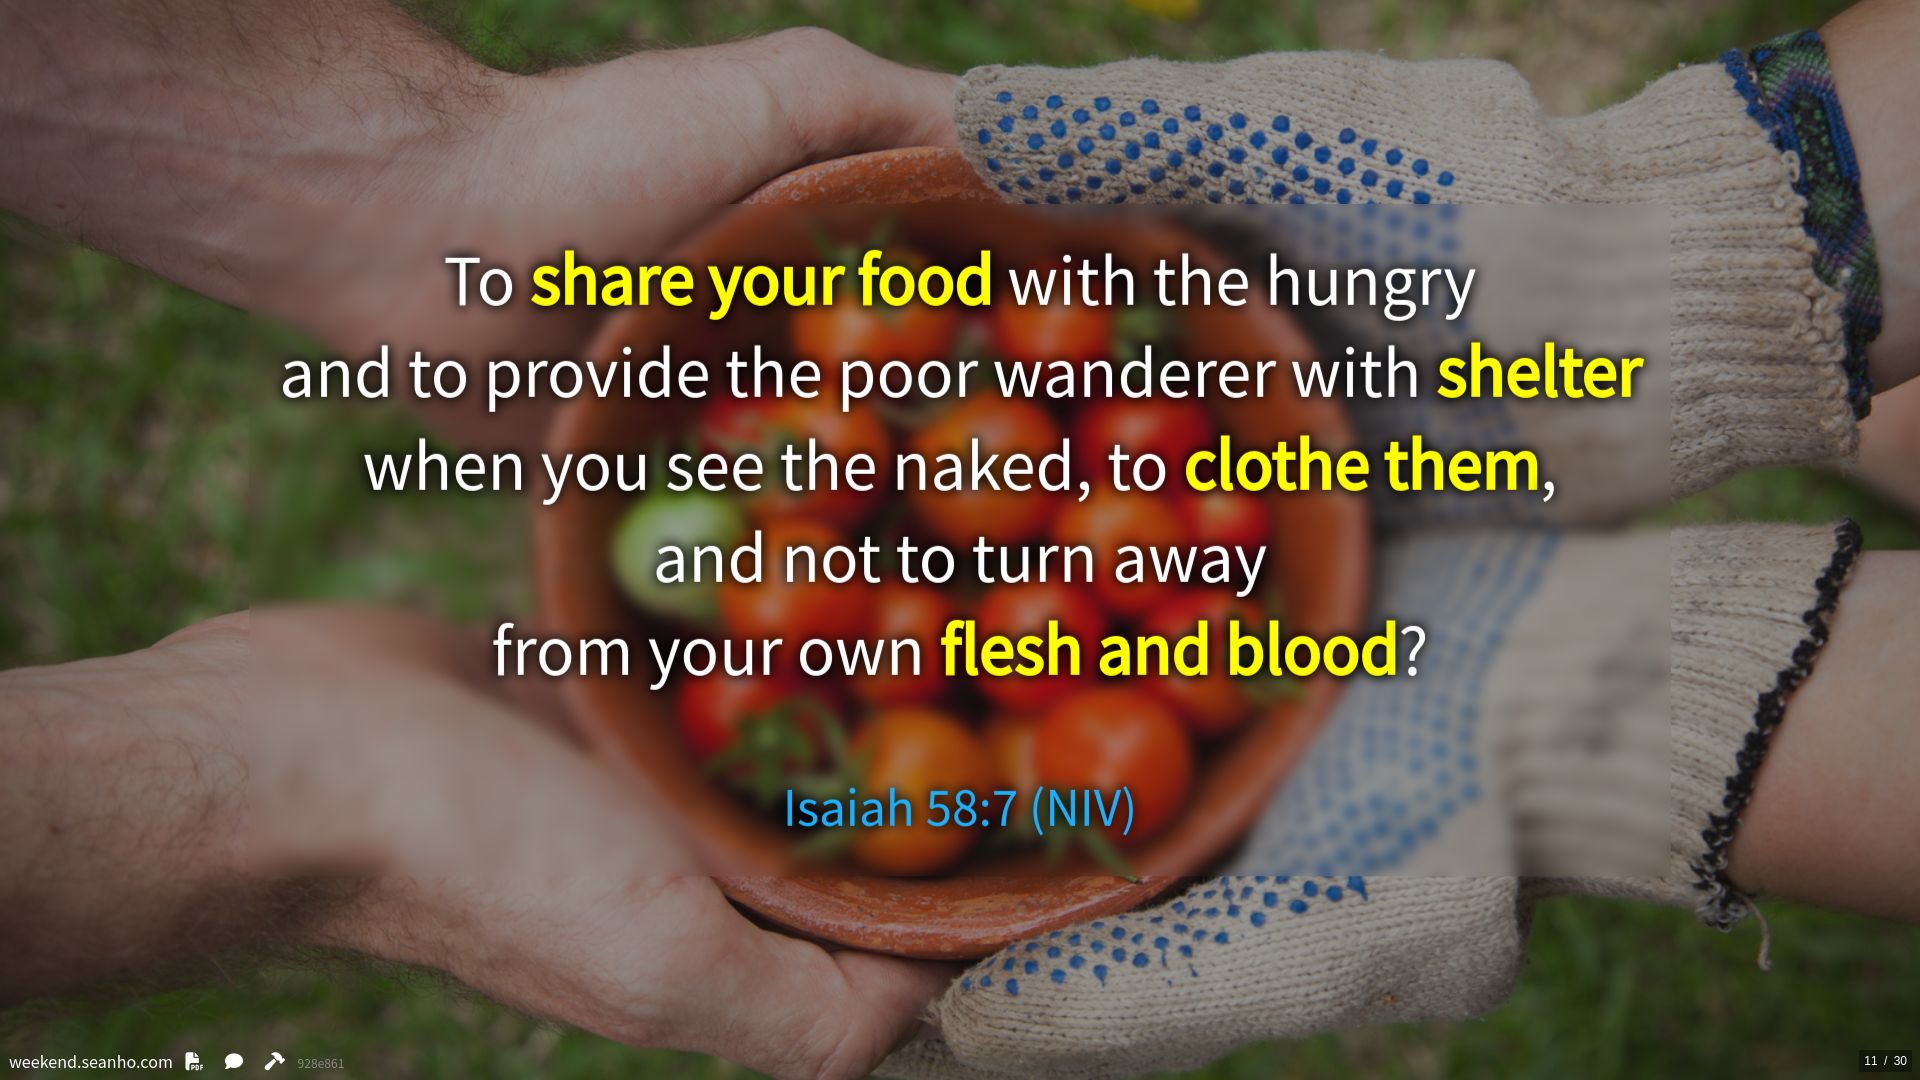 To share your food with the hungry
and to provide the poor wanderer with shelter
when you see the naked, to clothe them,
and not to turn away
from your own flesh and blood?
Isaiah 58:7 (NIV)
weekend.seanho.com PDF 928e861
11 / 30